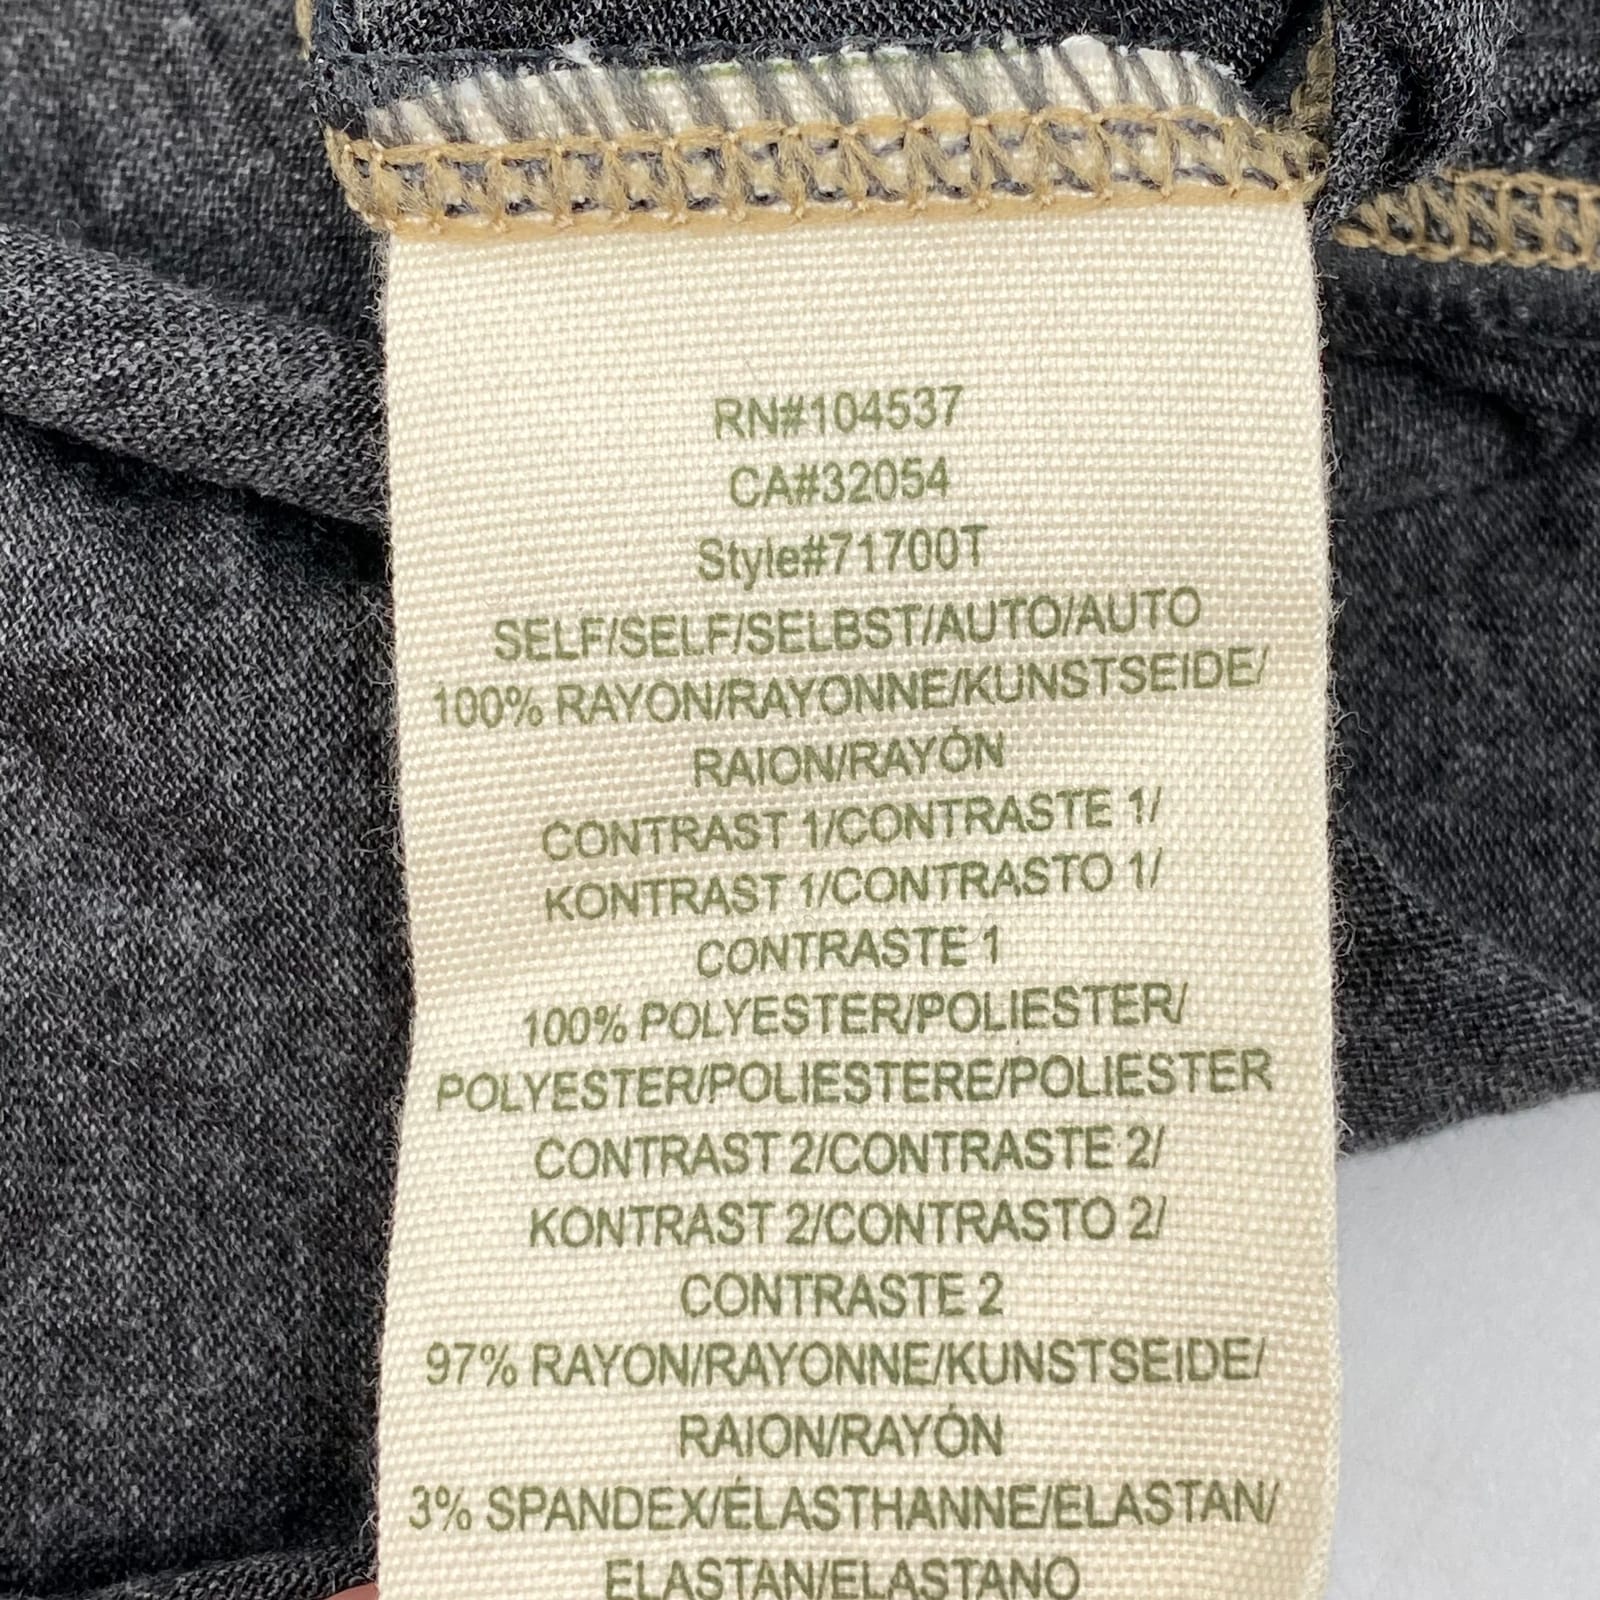 RN#104537
CA#32054
Style#71700T
SELF/SELF/SELBST/AUTO/AUTO
100% RAYON/RAYONNE/KUNSTSEIDE/
RAION/RAYÓN
CONTRAST 1/CONTRASTE 1/
KONTRAST 1/CONTRASTO 1/
CONTRASTE 1
100% POLYESTER/POLIESTER/
POLYESTER/POLIESTERE/POLIESTER
CONTRAST 2/CONTRASTE 2/
KONTRAST 2/CONTRASTO 2/
CONTRASTE 2
97% RAYON/RAYONNE/KUNSTSEIDE/
RAION/RAYÓN
3% SPANDEX/ÉLASTHANNE/ELASTAN/
ELASTAN/ELASTANO